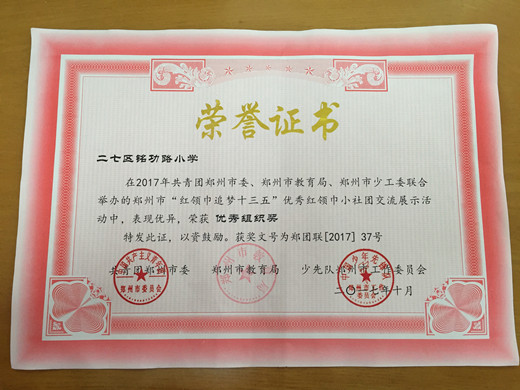 荣誉证书
二七区铭功路小学
在2017年共青团郑州市委、郑州市教育局、郑州市少工委联合
举办的郑州市“红领巾追梦十三五”优秀红领巾小社团交流展示活
动中，表现优异，荣获 优秀组织奖
特发此证，以资鼓励。获奖文号为郑团联[2017] 37号
共青团郑州市委 郑州市教育局 少先队郑州市工作委员会
郑州市委员会
二〇一七年十月